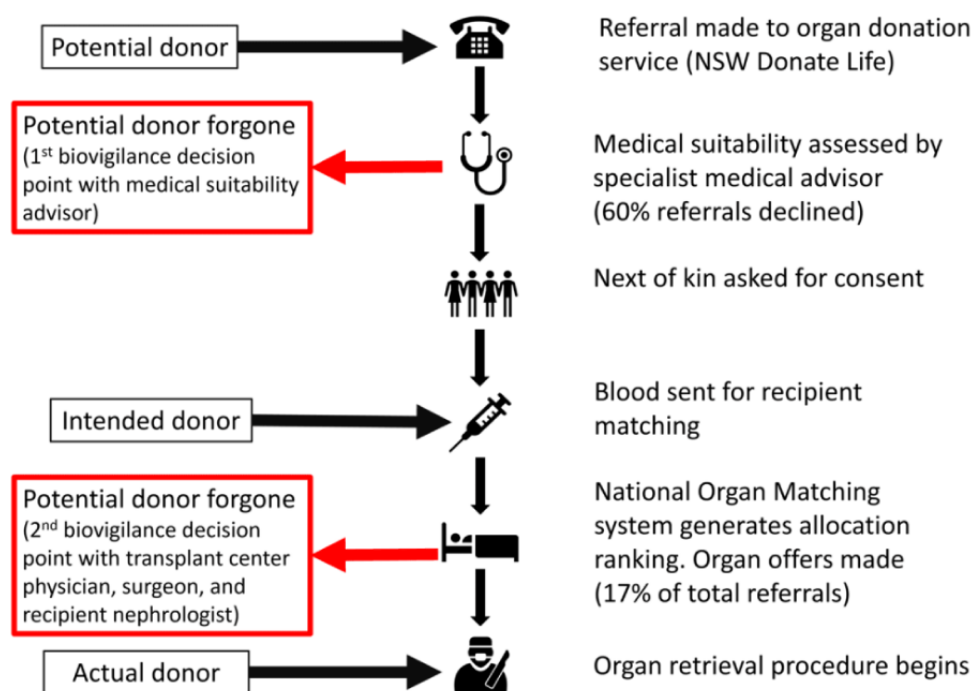 Potential donor
Referral made to organ donation
service (NSW Donate Life)
Potential donor forgone
(1st biovigilance decision
point with medical suitability
advisor)
Medical suitability assessed by
specialist medical advisor
(60% referrals declined)
Next of kin asked for consent
Intended donor
Blood sent for recipient
matching
Potential donor forgone
(2nd biovigilance decision
point with transplant center
physician, surgeon, and
recipient nephrologist)
National Organ Matching
system generates allocation
ranking. Organ offers made
(17% of total referrals)
Actual donor
Organ retrieval procedure begins